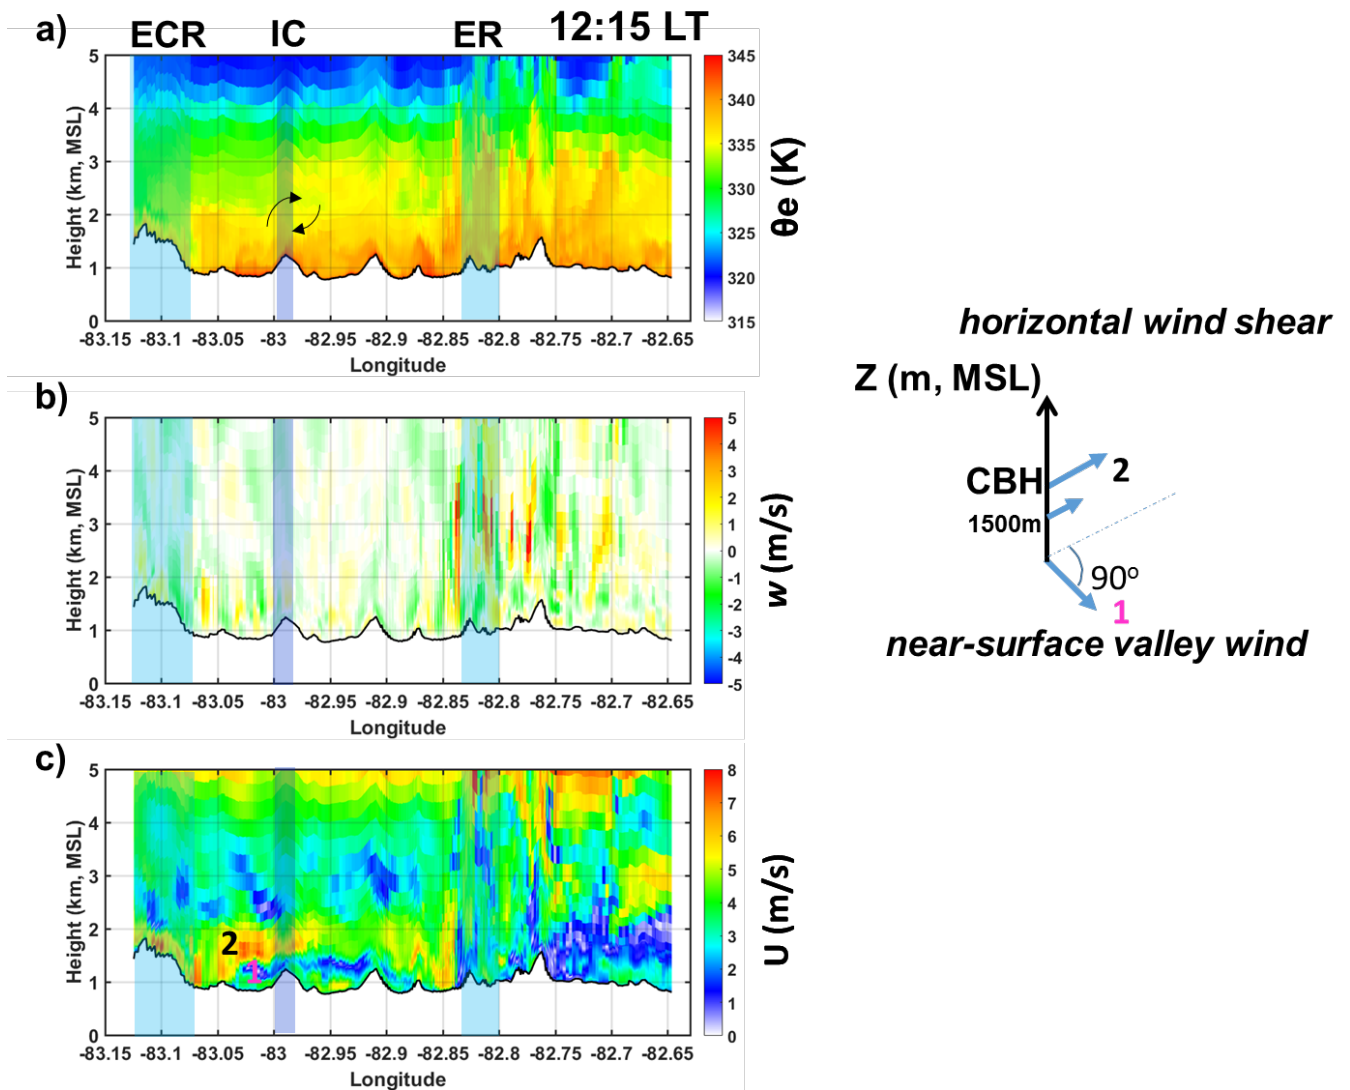 a) ECR IC ER 12:15 LT
5
4
3
2
1
0
Height (km, MSL)
-83.15 -83.1 -83.05 -83 -82.95 -82.9 -82.85 -82.8 -82.75 -82.7 -82.65
Longitude
345
340
335
330
325
320
315
θe (K)
b)
5
4
3
2
1
0
Height (km, MSL)
-83.15 -83.1 -83.05 -83 -82.95 -82.9 -82.85 -82.8 -82.75 -82.7 -82.65
Longitude
5
4
3
2
1
0
-1
-2
-3
-4
-5
w (m/s)
c)
5
4
3
2
1
0
Height (km, MSL)
2
1
-83.15 -83.1 -83.05 -83 -82.95 -82.9 -82.85 -82.8 -82.75 -82.7 -82.65
Longitude
8
7
6
5
4
3
2
1
0
U (m/s)
horizontal wind shear
Z (m, MSL)
2
CBH
1500m
90º
1
near-surface valley wind